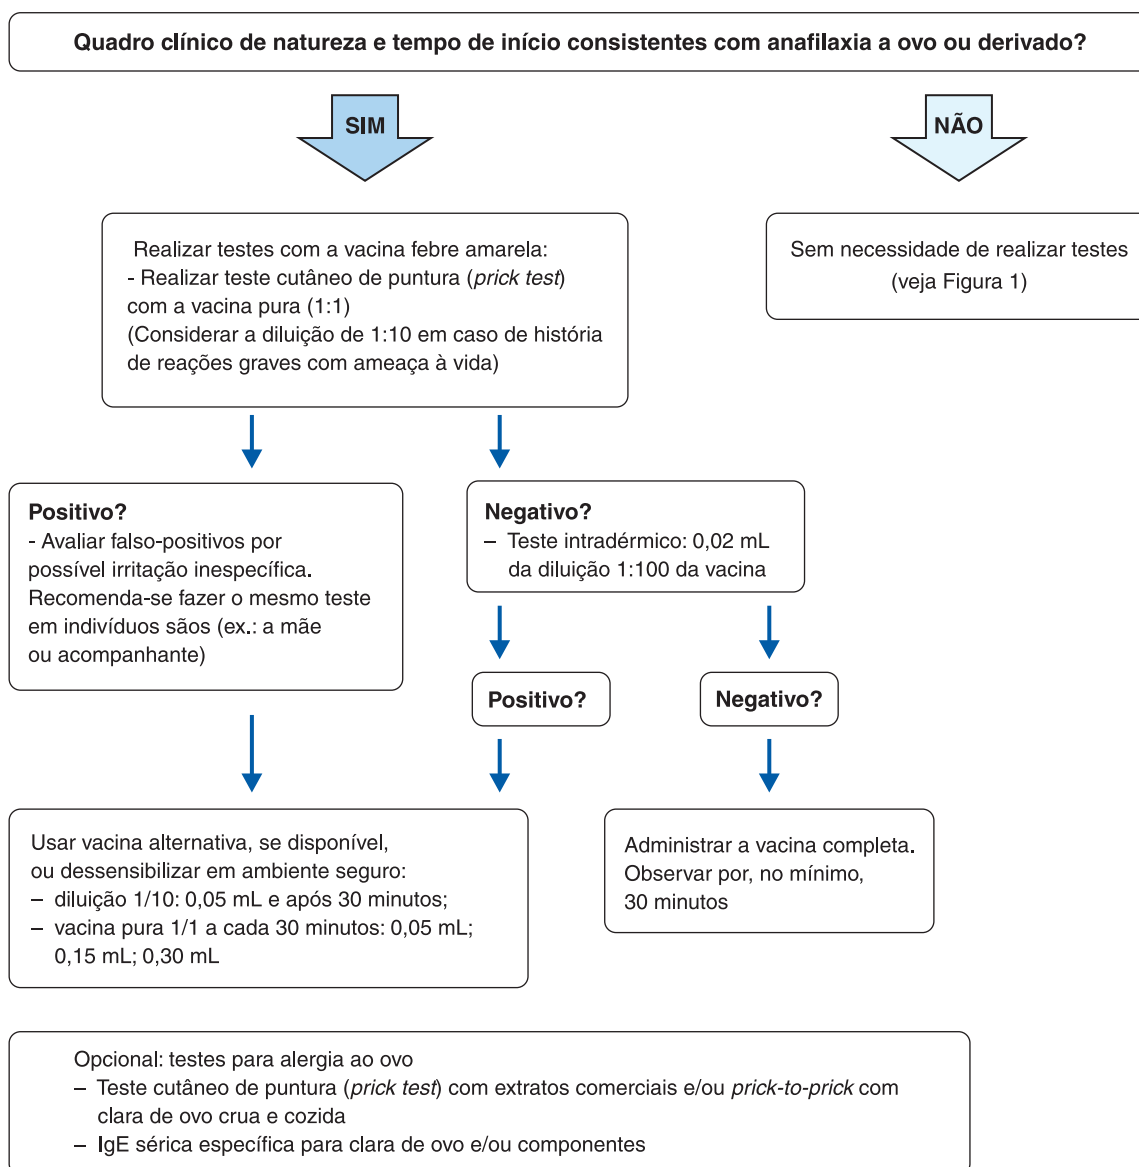 Quadro clínico de natureza e tempo de início consistentes com anafilaxia a ovo ou derivado?
SIM
NÃO
Realizar testes com a vacina febre amarela:
- Realizar teste cutâneo de puntura (prick test)
com a vacina pura (1:1)
(Considerar a diluição de 1:10 em caso de história
de reações graves com ameaça à vida)
Sem necessidade de realizar testes
(veja Figura 1)
Positivo?
- Avaliar falso-positivos por
possível irritação inespecífica.
Recomenda-se fazer o mesmo teste
em indivíduos sãos (ex.: a mãe
ou acompanhante)
Negativo?
– Teste intradérmico: 0,02 mL
da diluição 1:100 da vacina
Positivo?
Negativo?
Usar vacina alternativa, se disponível,
ou dessensibilizar em ambiente seguro:
– diluição 1/10: 0,05 mL e após 30 minutos;
– vacina pura 1/1 a cada 30 minutos: 0,05 mL;
0,15 mL; 0,30 mL
Administrar a vacina completa.
Observar por, no mínimo,
30 minutos
Opcional: testes para alergia ao ovo
– Teste cutâneo de puntura (prick test) com extratos comerciais e/ou prick-to-prick com
clara de ovo crua e cozida
– IgE sérica específica para clara de ovo e/ou componentes